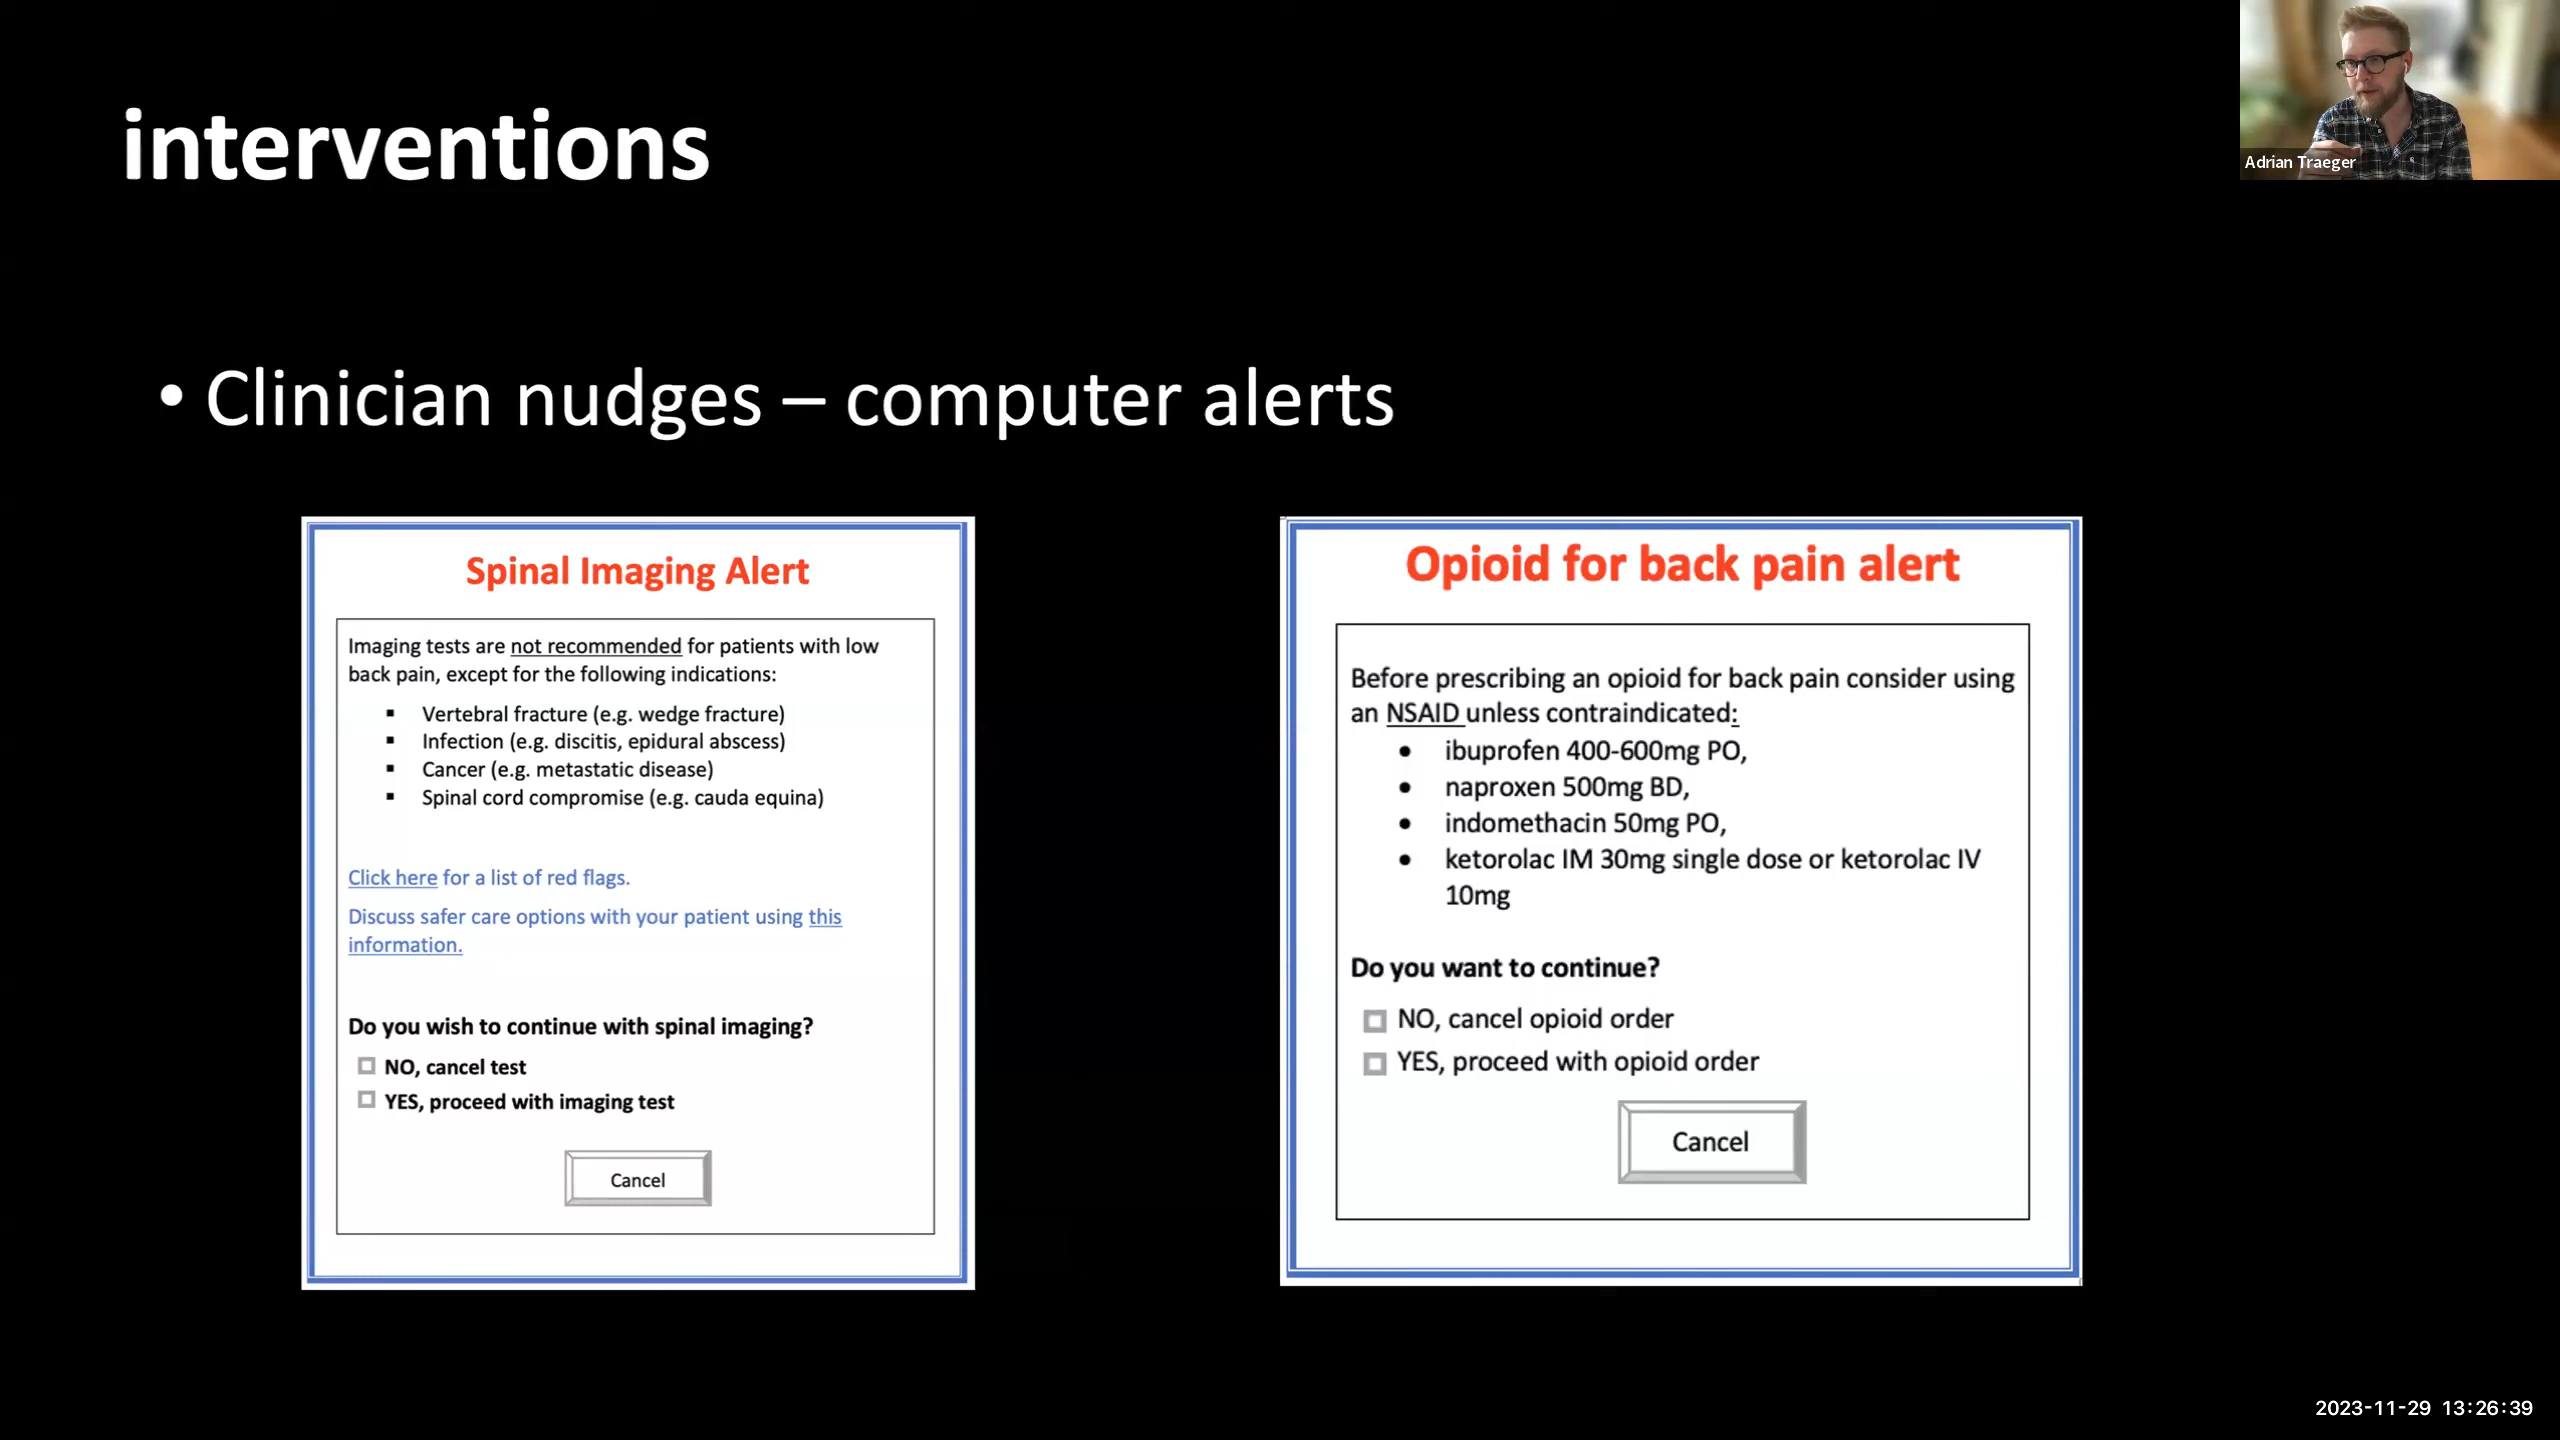 interventions
Adrian Traeger
• Clinician nudges – computer alerts
Spinal Imaging Alert
Imaging tests are not recommended for patients with low
back pain, except for the following indications:
▪ Vertebral fracture (e.g. wedge fracture)
▪ Infection (e.g. discitis, epidural abscess)
▪ Cancer (e.g. metastatic disease)
▪ Spinal cord compromise (e.g. cauda equina)
Click here for a list of red flags.
Discuss safer care options with your patient using this
information.
Do you wish to continue with spinal imaging?
NO, cancel test
YES, proceed with imaging test
Cancel
Opioid for back pain alert
Before prescribing an opioid for back pain consider using
an NSAID unless contraindicated:
• ibuprofen 400-600mg PO,
• naproxen 500mg BD,
• indomethacin 50mg PO,
• ketorolac IM 30mg single dose or ketorolac IV
10mg
Do you want to continue?
NO, cancel opioid order
YES, proceed with opioid order
Cancel
2023-11-29 13:26:39